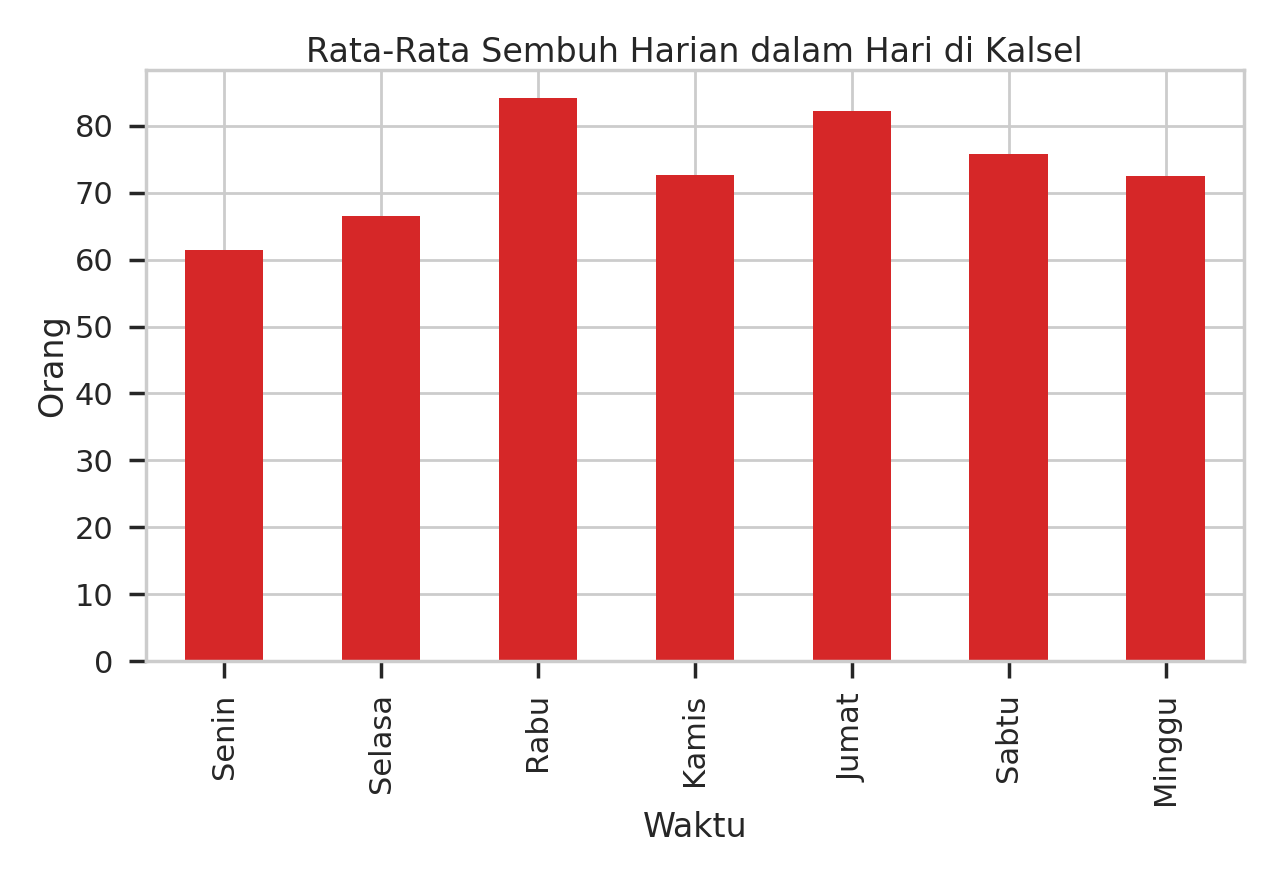 Rata-Rata Sembuh Harian dalam Hari di Kalsel
Orang
80
70
60
50
40
30
20
10
0
Senin
Selasa
Rabu
Kamis
Jumat
Sabtu
Minggu
Waktu